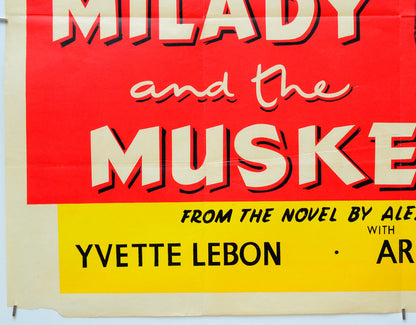 MILADY
and the
MUSKE
FROM THE NOVEL BY ALE
WITH
YVETTE LEBON · AR